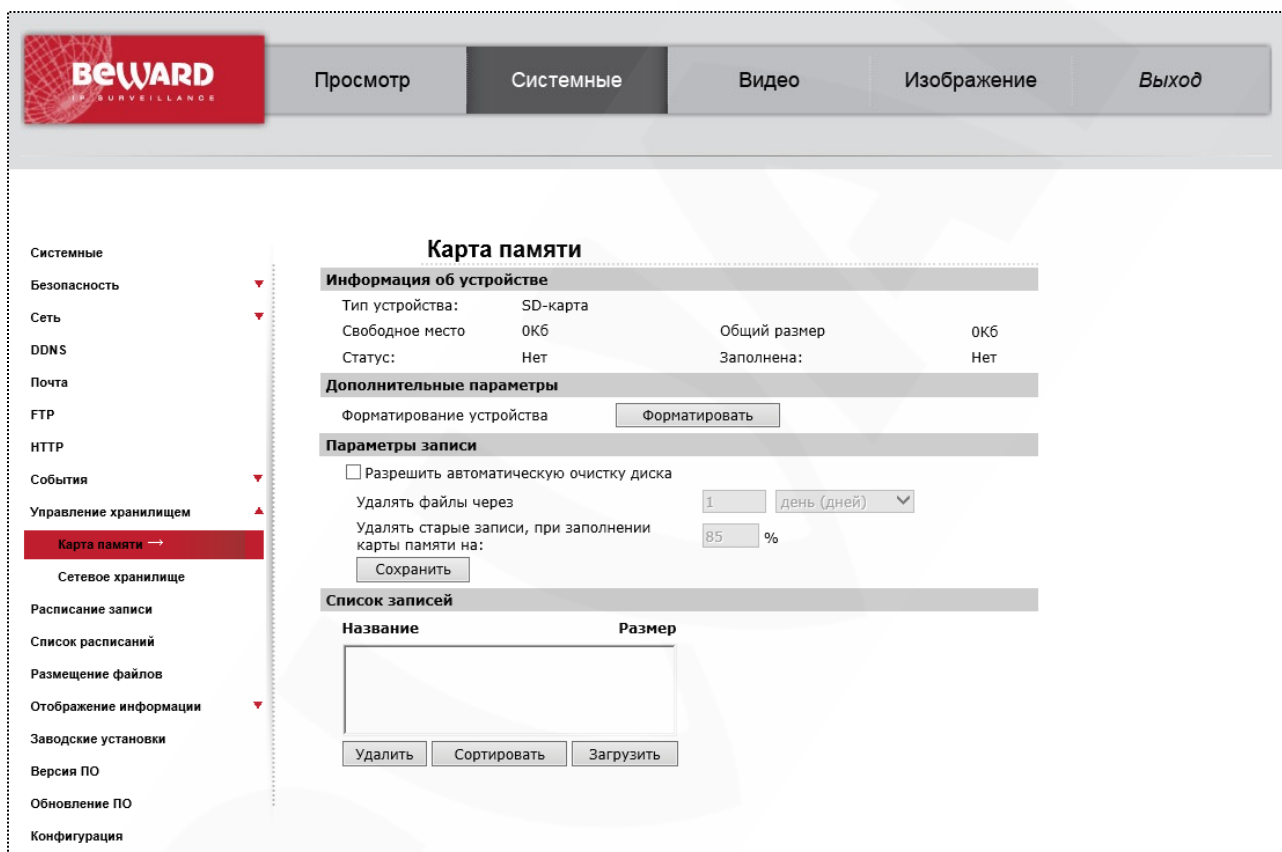 BEWARD
IP SURVEILLANCE
Просмотр Системные Видео Изображение Выход
Системные
Безопасность
Сеть
DDNS
Почта
FTP
HTTP
События
Управление хранилищем
Карта памяти →
Сетевое хранилище
Расписание записи
Список расписаний
Размещение файлов
Отображение информации
Заводские установки
Версия ПО
Обновление ПО
Конфигурация
Карта памяти
Информация об устройстве
Тип устройства: SD-карта
Свободное место 0Кб Общий размер 0Кб
Статус: Нет Заполнена: Нет
Дополнительные параметры
Форматирование устройства Форматировать
Параметры записи
Разрешить автоматическую очистку диска
Удалять файлы через 1 день (дней)
Удалять старые записи, при заполнении
карты памяти на: 85 %
Сохранить
Список записей
Название Размер
Удалить Сортировать Загрузить